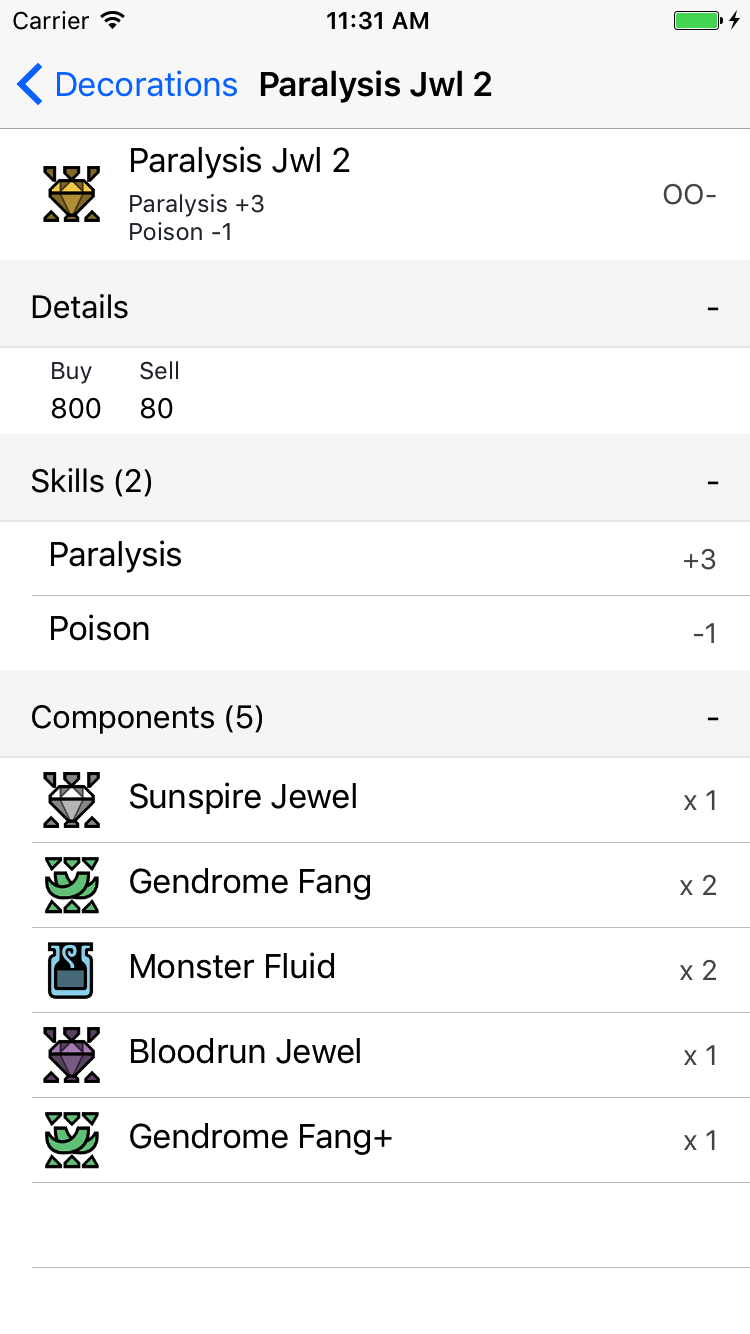 Carrier 11:31 AM
Decorations Paralysis Jwl 2
Paralysis Jwl 2
Paralysis +3
Poison -1
OO-
Details -
Buy Sell
800 80
Skills (2) -
Paralysis +3
Poison -1
Components (5) -
Sunspire Jewel x 1
Gendrome Fang x 2
Monster Fluid x 2
Bloodrun Jewel x 1
Gendrome Fang+ x 1